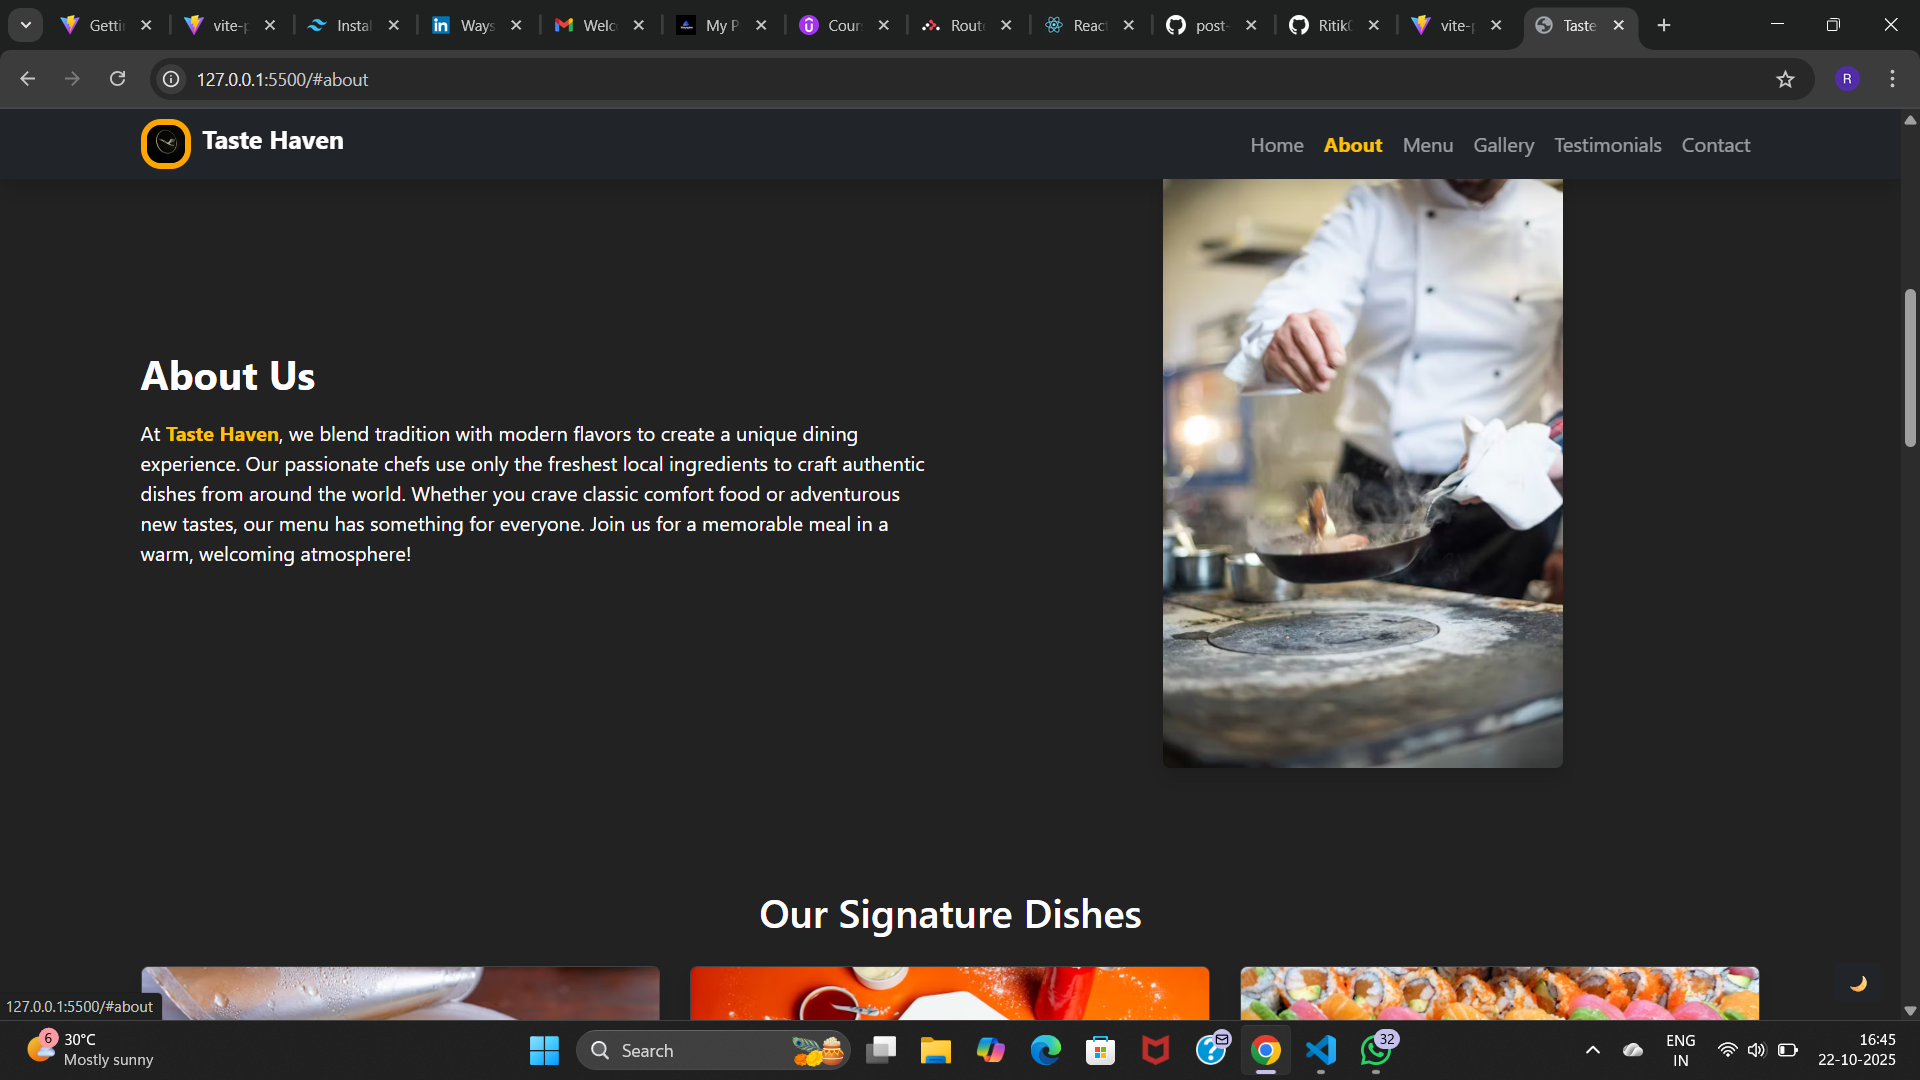 Getti
vite-p
Instal
Ways
Welc
My P
Cour
Route
React
post-
Ritik
vite-p
Taste
127.0.0.1:5500/#about
R
Taste Haven
Home About Menu Gallery Testimonials Contact
About Us
At Taste Haven, we blend tradition with modern flavors to create a unique dining
experience. Our passionate chefs use only the freshest local ingredients to craft authentic
dishes from around the world. Whether you crave classic comfort food or adventurous
new tastes, our menu has something for everyone. Join us for a memorable meal in a
warm, welcoming atmosphere!
Our Signature Dishes
127.0.0.1:5500/#about
6
30°C
Mostly sunny
Search
32
ENG
IN
16:45
22-10-2025